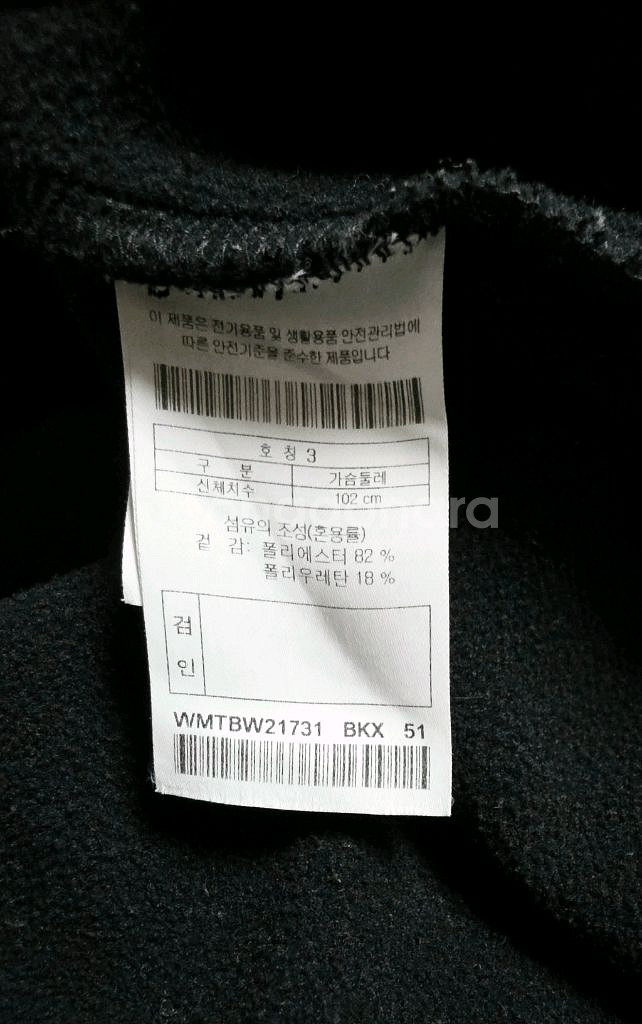 이 제품은 전기용품 및 생활용품 안전관리법에
따른 안전기준을 준수한 제품입니다
호 칭 3
구 분 가슴둘레
신체치수 102 cm
섬유의 조성(혼용률)
겉 감: 폴리에스터 82 %
폴리우레탄 18 %
검
인
WMTBW21731 BKX 51